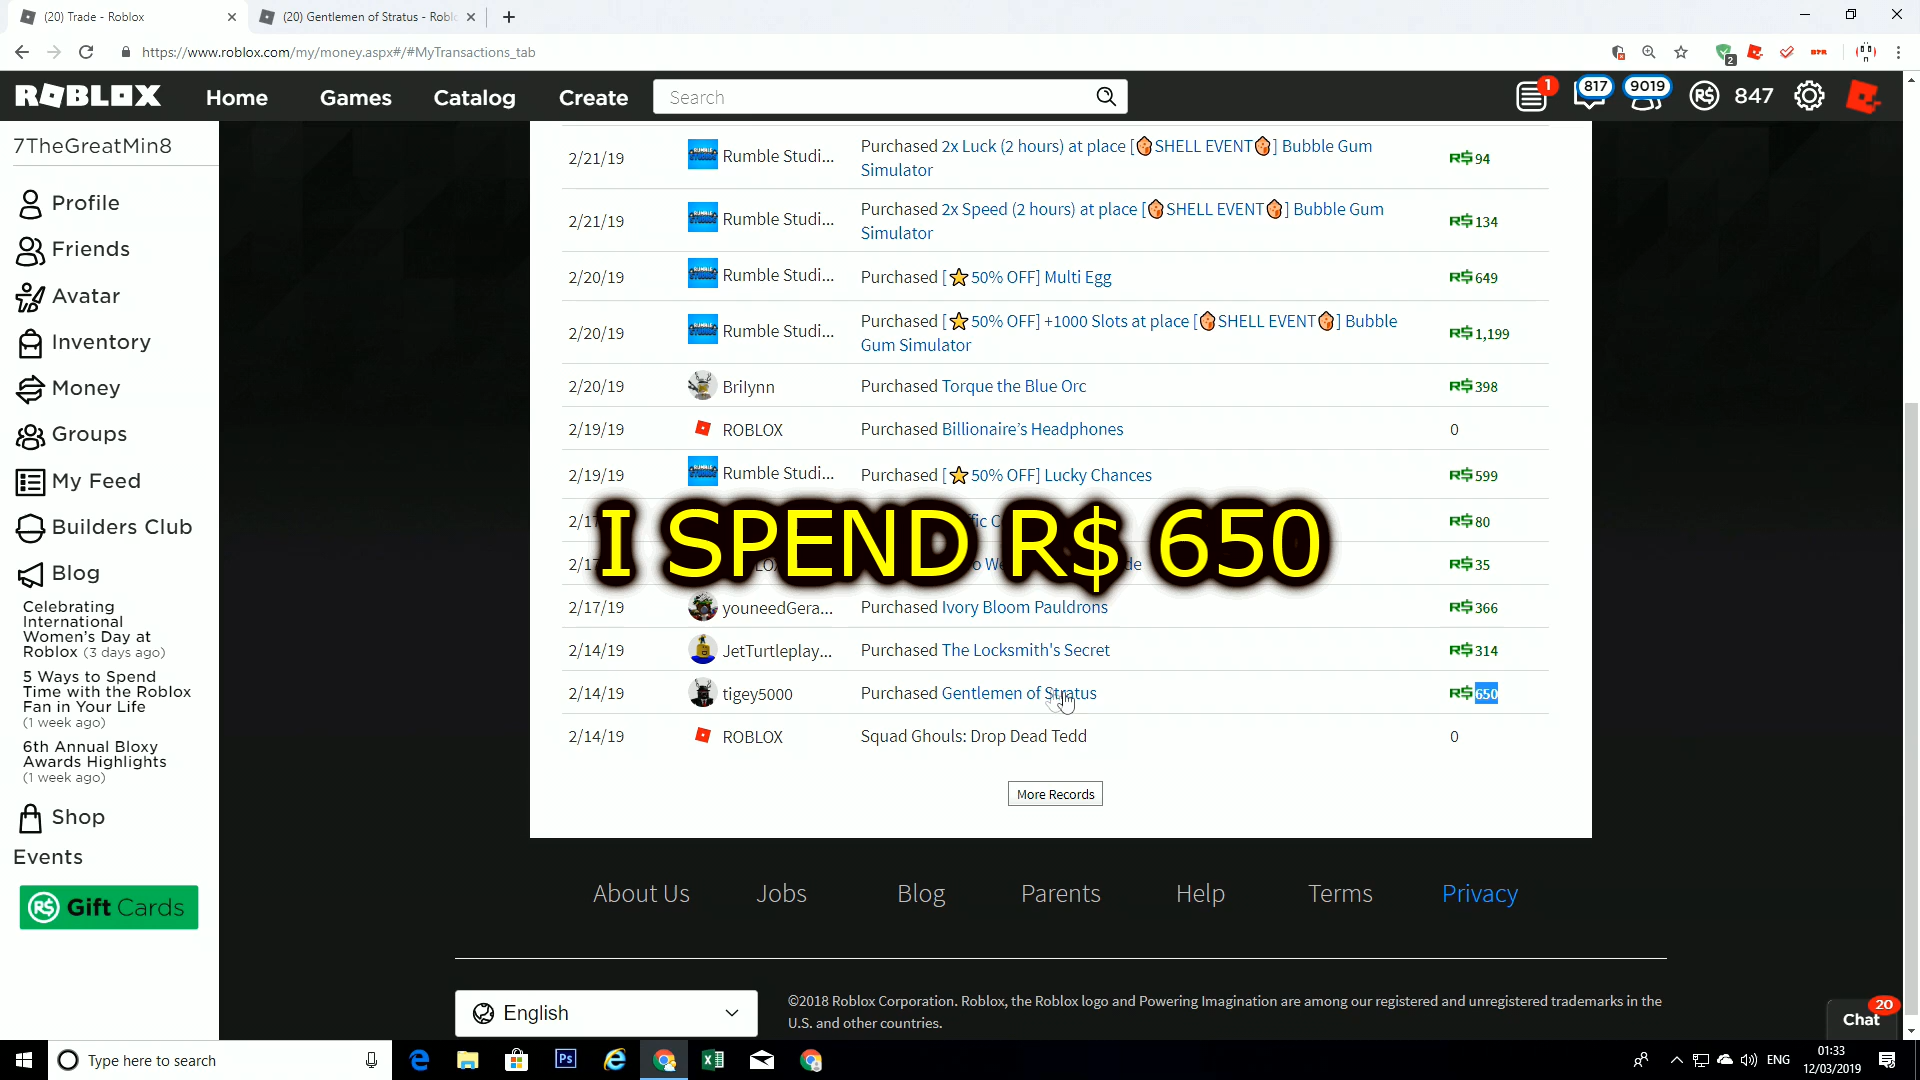 (20) Trade - Roblox
(20) Gentlemen of Stratus - Robl
https://www.roblox.com/my/money.aspx#/#MyTransactions_tab
2
ROBLOX
Home
Games
Catalog
Create
Search
1
817
9019
847
7TheGreatMin8
Profile
Friends
Avatar
Inventory
Money
Groups
My Feed
Builders Club
Blog
Celebrating
International
Women's Day at
Roblox (3 days ago)
5 Ways to Spend
Time with the Roblox
Fan in Your Life
(1 week ago)
6th Annual Bloxy
Awards Highlights
(1 week ago)
Shop
Events
Gift Cards
2/21/19 Rumble Studi... Purchased 2x Luck (2 hours) at place [SHELL EVENT] Bubble Gum
Simulator
R$94
2/21/19 Rumble Studi... Purchased 2x Speed (2 hours) at place [SHELL EVENT] Bubble Gum
Simulator
R$134
2/20/19 Rumble Studi... Purchased [⭐50% OFF] Multi Egg R$649
2/20/19 Rumble Studi... Purchased [⭐50% OFF] +1000 Slots at place [SHELL EVENT] Bubble
Gum Simulator
R$1,199
2/20/19 Brilynn Purchased Torque the Blue Orc R$398
2/19/19 ROBLOX Purchased Billionaire's Headphones 0
2/19/19 Rumble Studi... Purchased [⭐50% OFF] Lucky Chances R$599
R$80
R$35
I SPEND R$ 650
2/17/19 youneedGera... Purchased Ivory Bloom Pauldrons R$366
2/14/19 JetTurtleplay... Purchased The Locksmith's Secret R$314
2/14/19 tigey5000 Purchased Gentlemen of Stratus R$650
2/14/19 ROBLOX Squad Ghouls: Drop Dead Tedd 0
More Records
About Us
Jobs
Blog
Parents
Help
Terms
Privacy
English
©2018 Roblox Corporation. Roblox, the Roblox logo and Powering Imagination are among our registered and unregistered trademarks in the
U.S. and other countries.
Chat
20
Type here to search
Ps
ENG
01:33
12/03/2019